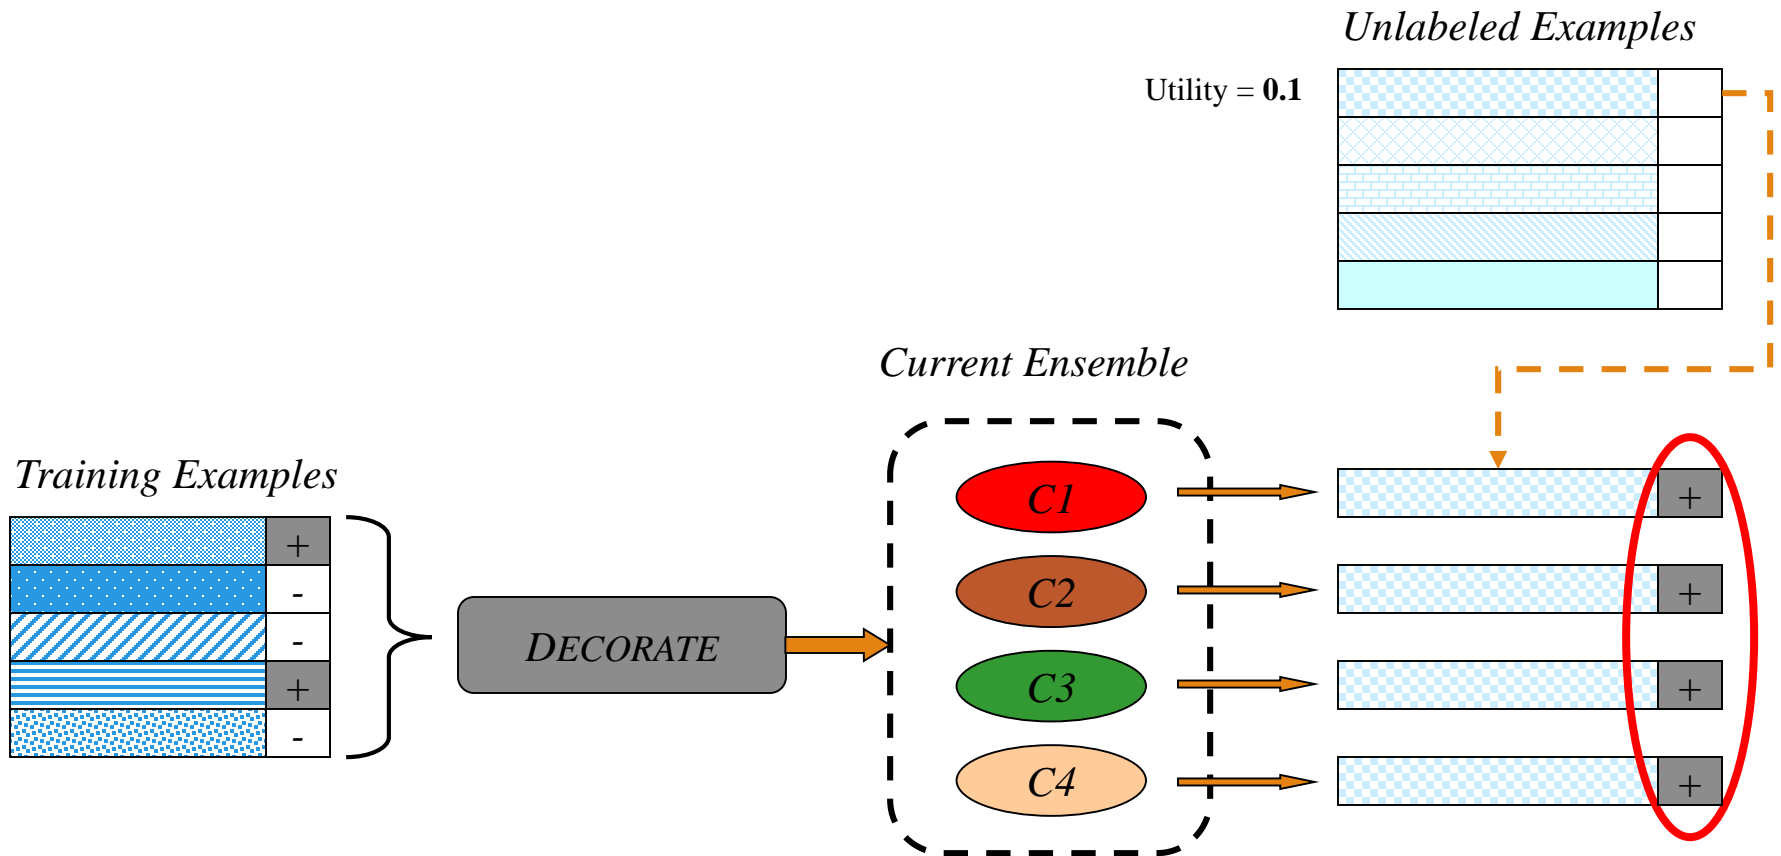 Unlabeled Examples
Utility = 0.1
Current Ensemble
Training Examples
+
-
-
+
-
DECORATE
C1
C2
C3
C4
+
+
+
+